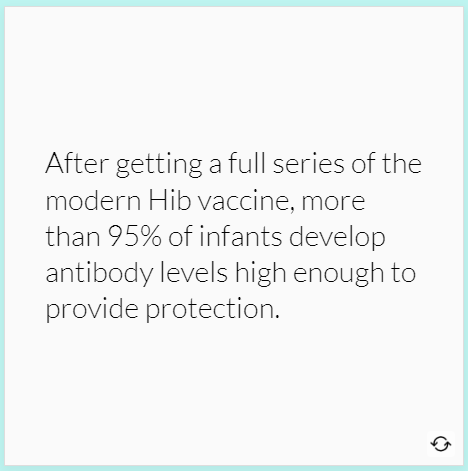 After getting a full series of the
modern Hib vaccine, more
than 95% of infants develop
antibody levels high enough to
provide protection.